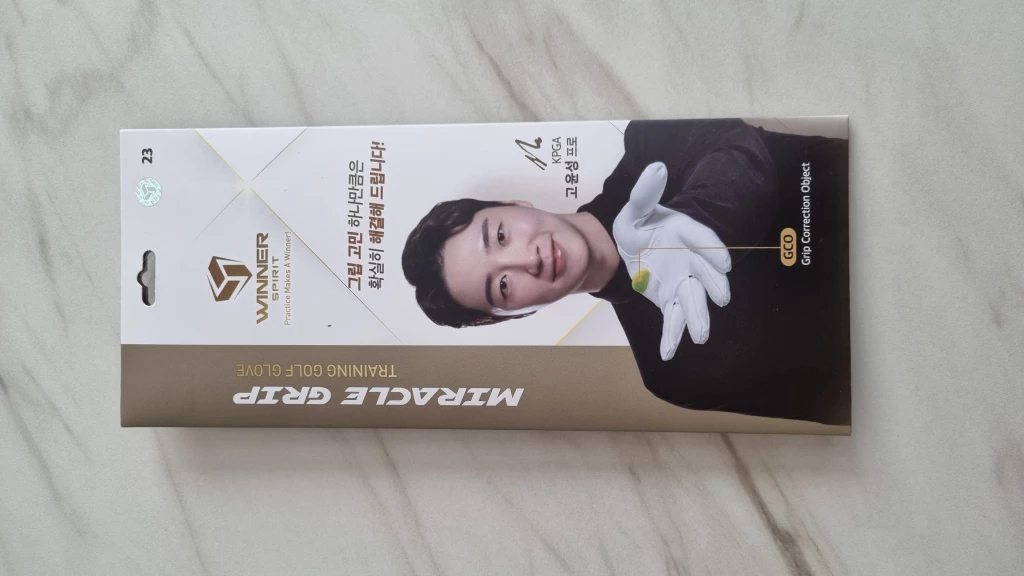 23
WINNER
SPIRIT
Practice Makes A Winner!
그립 고민 하나만큼은
확실히 해결해 드립니다!
KPGA
고윤성 프로
GCO
Grip Correction Object
MIRACLE GRIP
TRAINING GOLF GLOVE